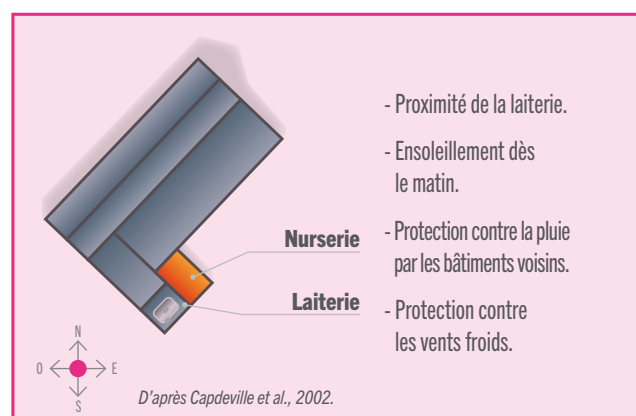 - Proximité de la laiterie.
- Ensoleillement dès
le matin.
- Protection contre la pluie
par les bâtiments voisins.
- Protection contre
les vents froids.
Nurserie
Laiterie
N
O
E
S
D'après Capdeville et al., 2002.